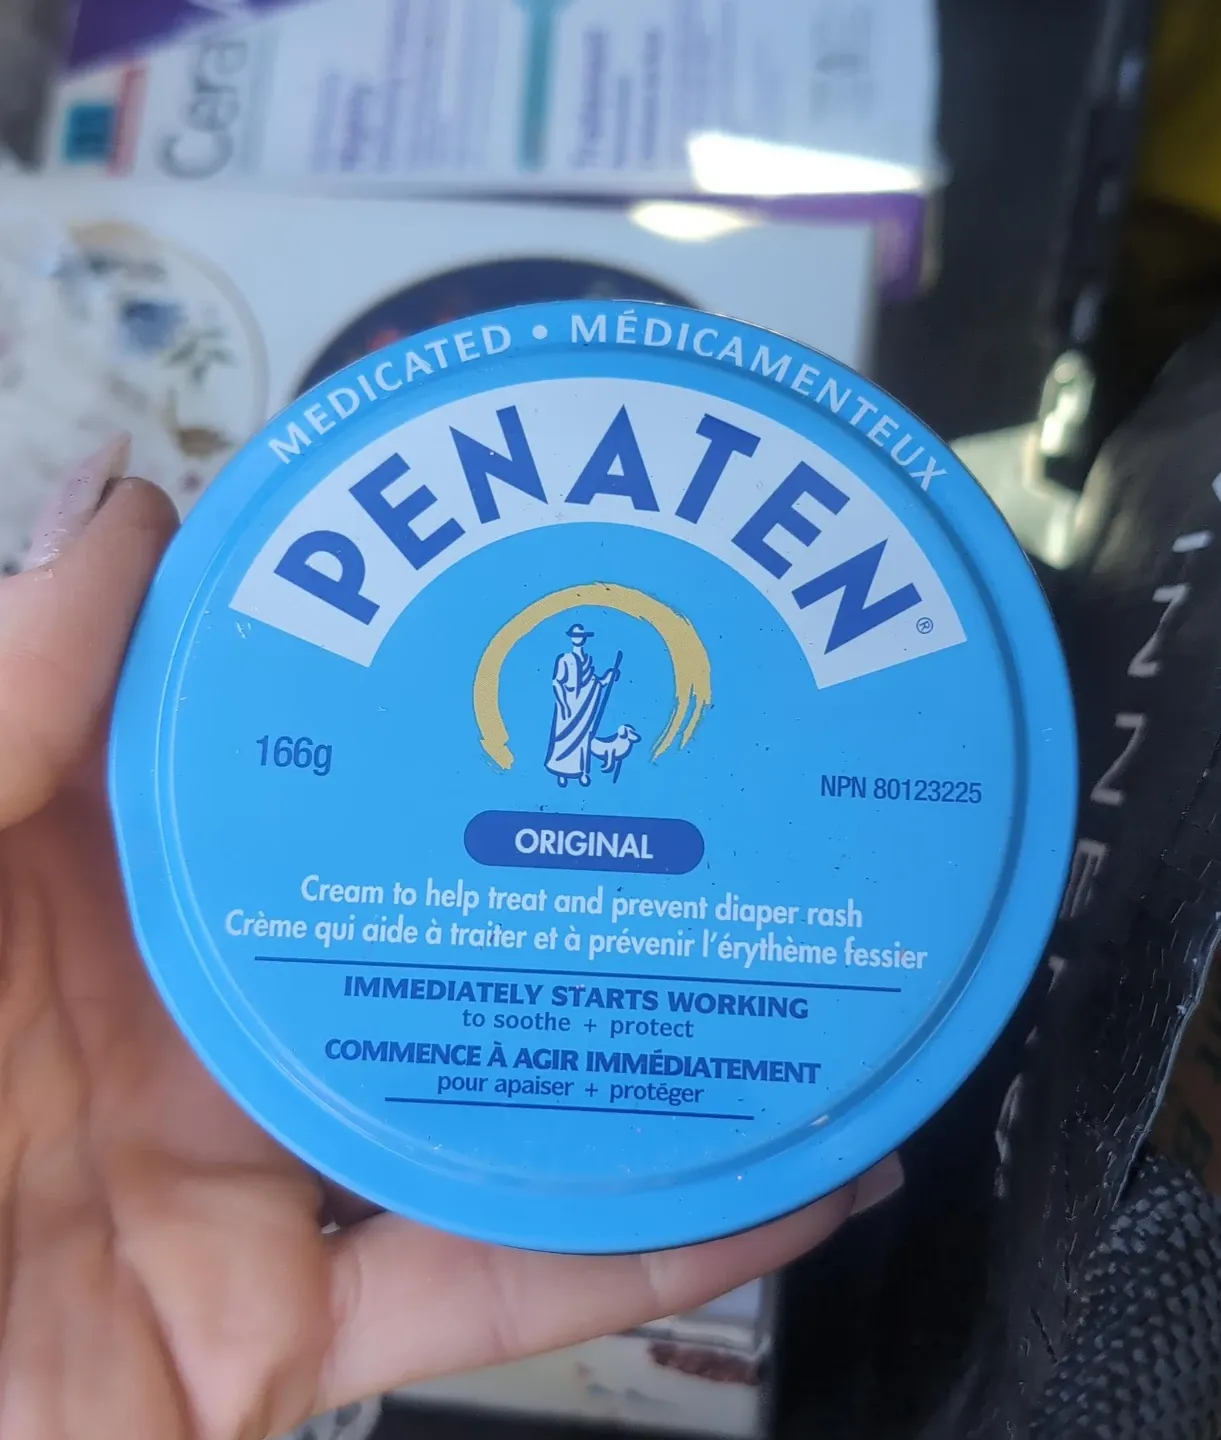 Cera
MEDICATED • MÉDICAMENTEUX
PENATEN®
166g
NPN 80123225
ORIGINAL
Cream to help treat and prevent diaper rash
Crème qui aide à traiter et à prévenir l'érythème fessier
IMMEDIATELY STARTS WORKING
to soothe + protect
COMMENCE À AGIR IMMÉDIATEMENT
pour apaiser + protéger